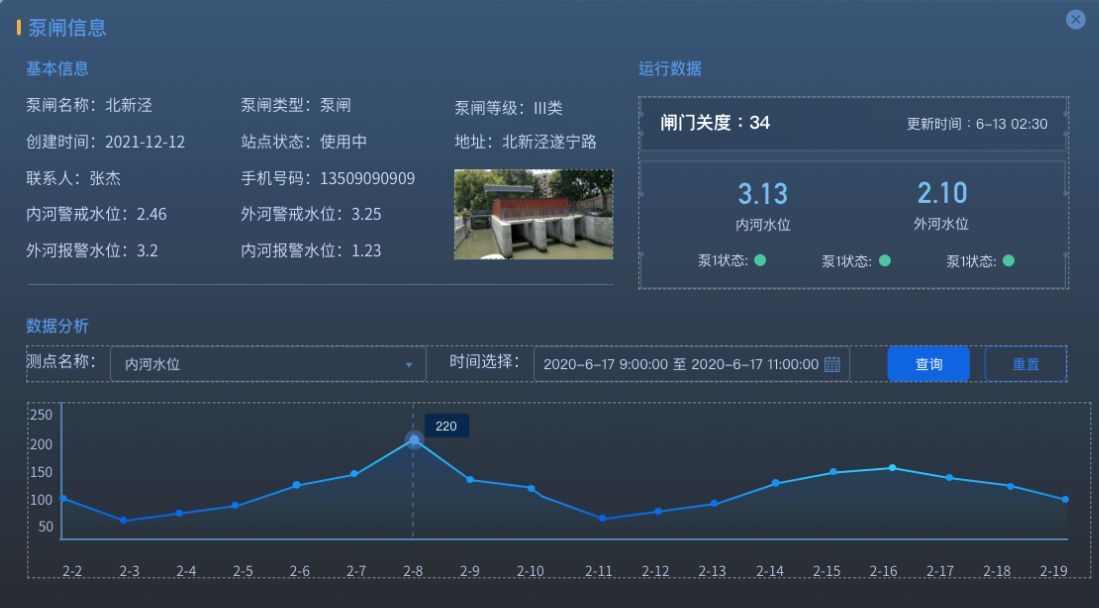 泵闸信息
基本信息
泵闸名称：北新泾
泵闸类型：泵闸
泵闸等级：III类
创建时间：2021-12-12
站点状态：使用中
地址：北新泾遂宁路
联系人：张杰
手机号码：13509090909
内河警戒水位：2.46
外河警戒水位：3.25
外河报警水位：3.2
内河报警水位：1.23
运行数据
闸门关度：34
更新时间：6-13 02:30
3.13
内河水位
2.10
外河水位
泵1状态:
泵1状态:
泵1状态:
数据分析
测点名称：
内河水位
时间选择：
2020-6-17 9:00:00 至 2020-6-17 11:00:00
查询
重置
250
200
150
100
50
220
2-2 2-3 2-4 2-5 2-6 2-7 2-8 2-9 2-10 2-11 2-12 2-13 2-14 2-15 2-16 2-17 2-18 2-19